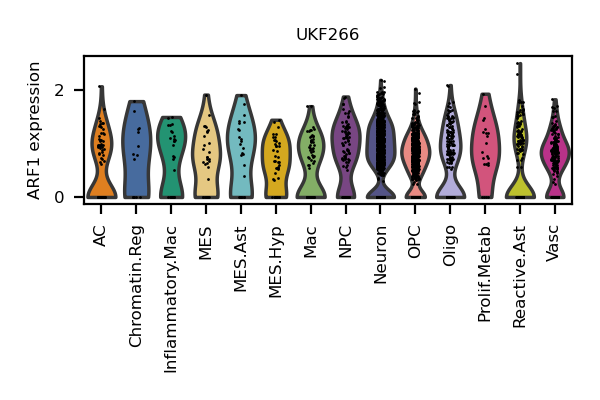 UKF266
ARF1 expression
2
0
AC
Chromatin.Reg
Inflammatory.Mac
MES
MES.Ast
MES.Hyp
Mac
NPC
Neuron
OPC
Oligo
Prolif.Metab
Reactive.Ast
Vasc